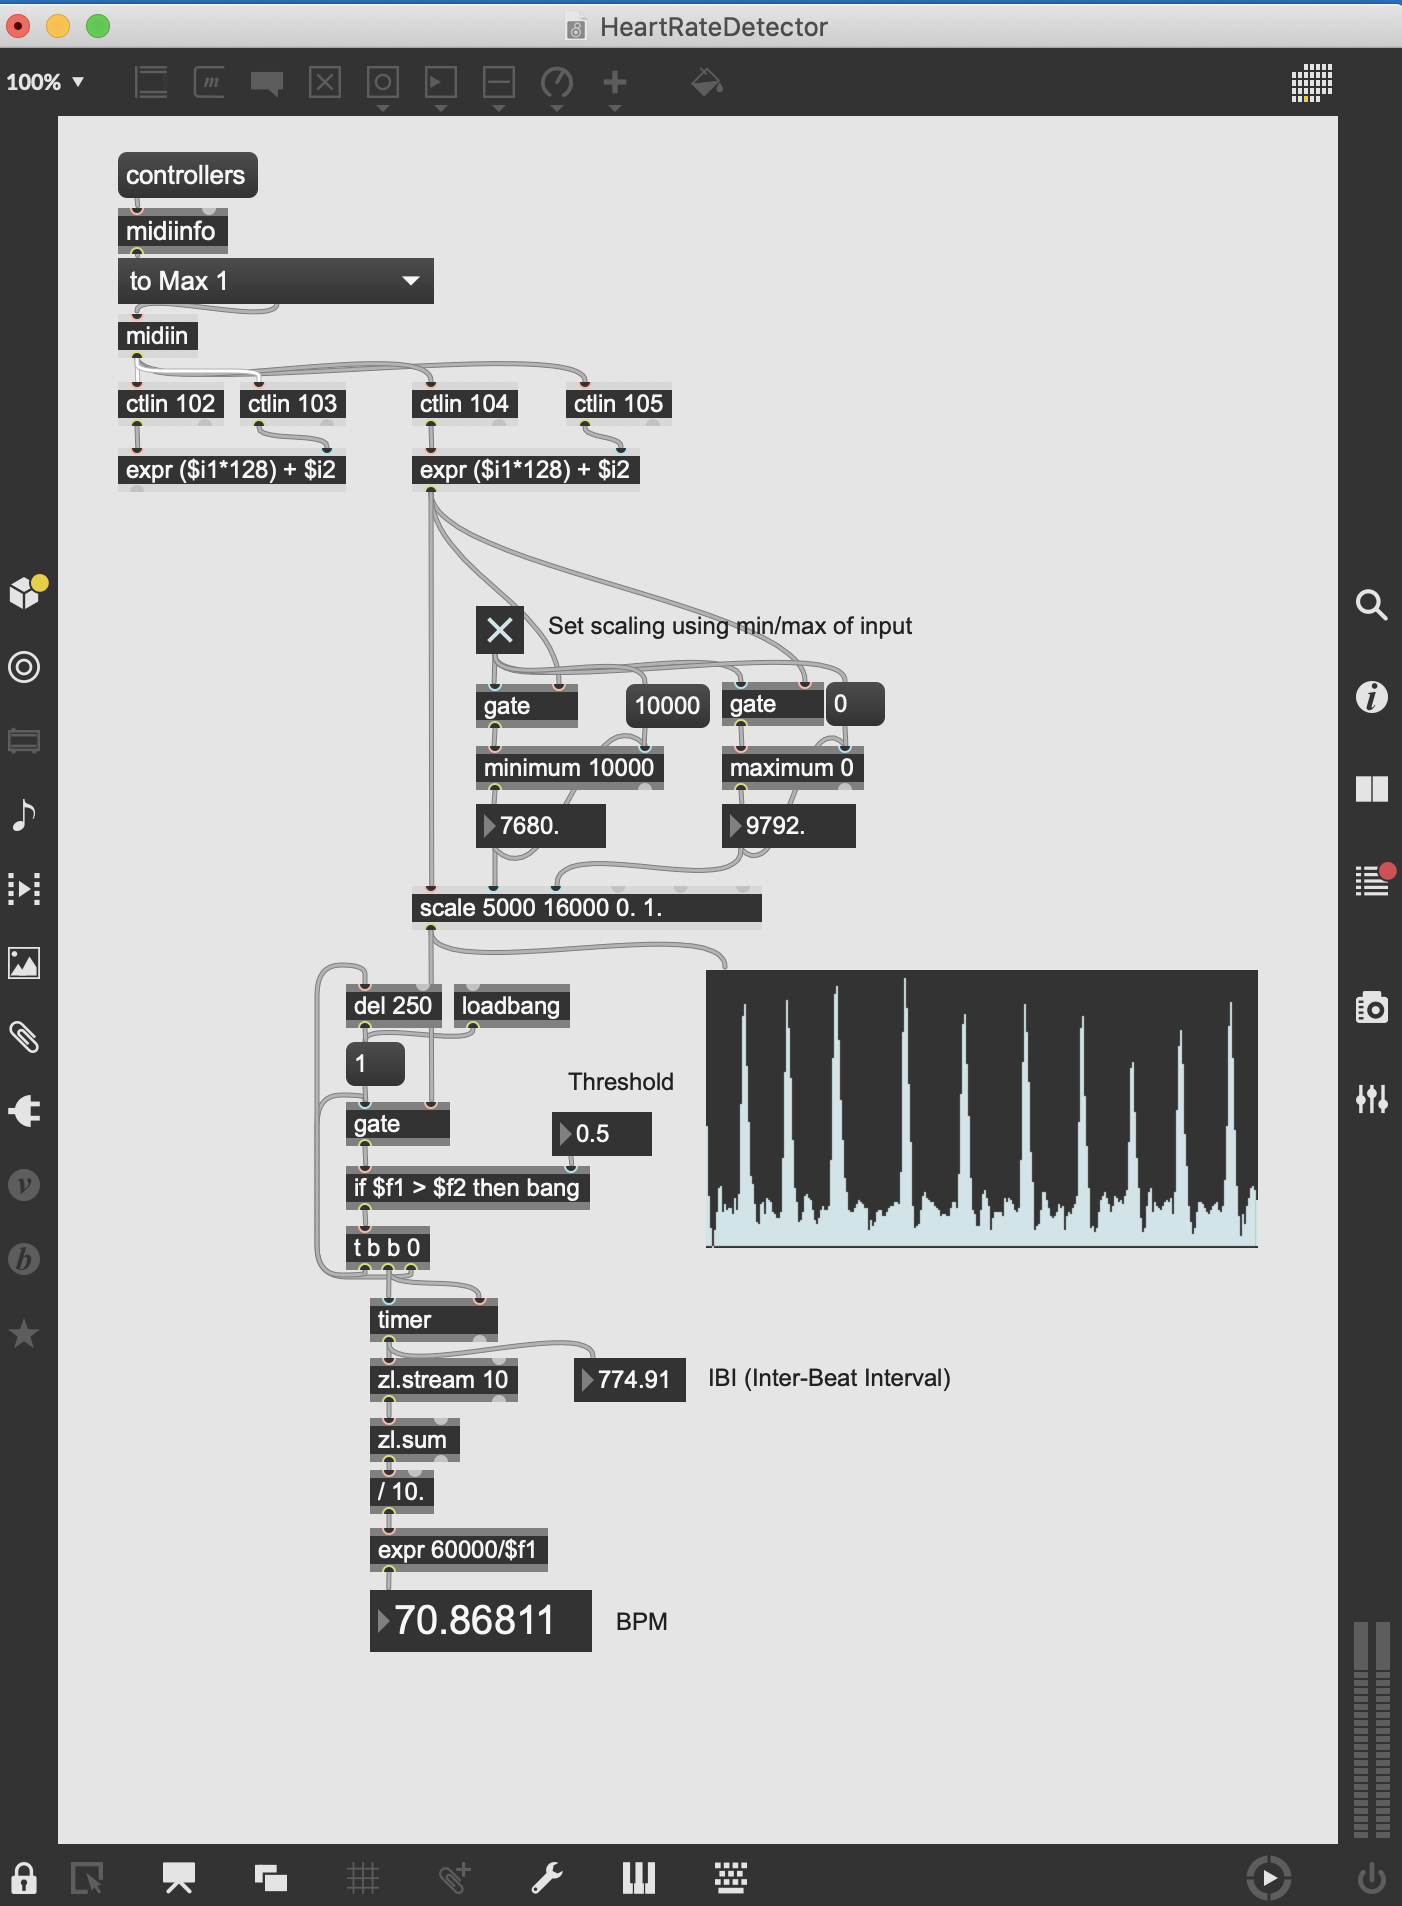 HeartRateDetector
100%
controllers
midiinfo
to Max 1
midiin
ctlin 102
ctlin 103
ctlin 104
ctlin 105
expr ($i1*128) + $i2
expr ($i1*128) + $i2
Set scaling using min/max of input
gate
10000
gate
0
minimum 10000
maximum 0
7680.
9792.
scale 5000 16000 0. 1.
del 250
loadbang
1
Threshold
gate
0.5
if $f1 > $f2 then bang
t b b 0
timer
zl.stream 10
774.91
IBI (Inter-Beat Interval)
zl.sum
/ 10.
expr 60000/$f1
70.86811
BPM